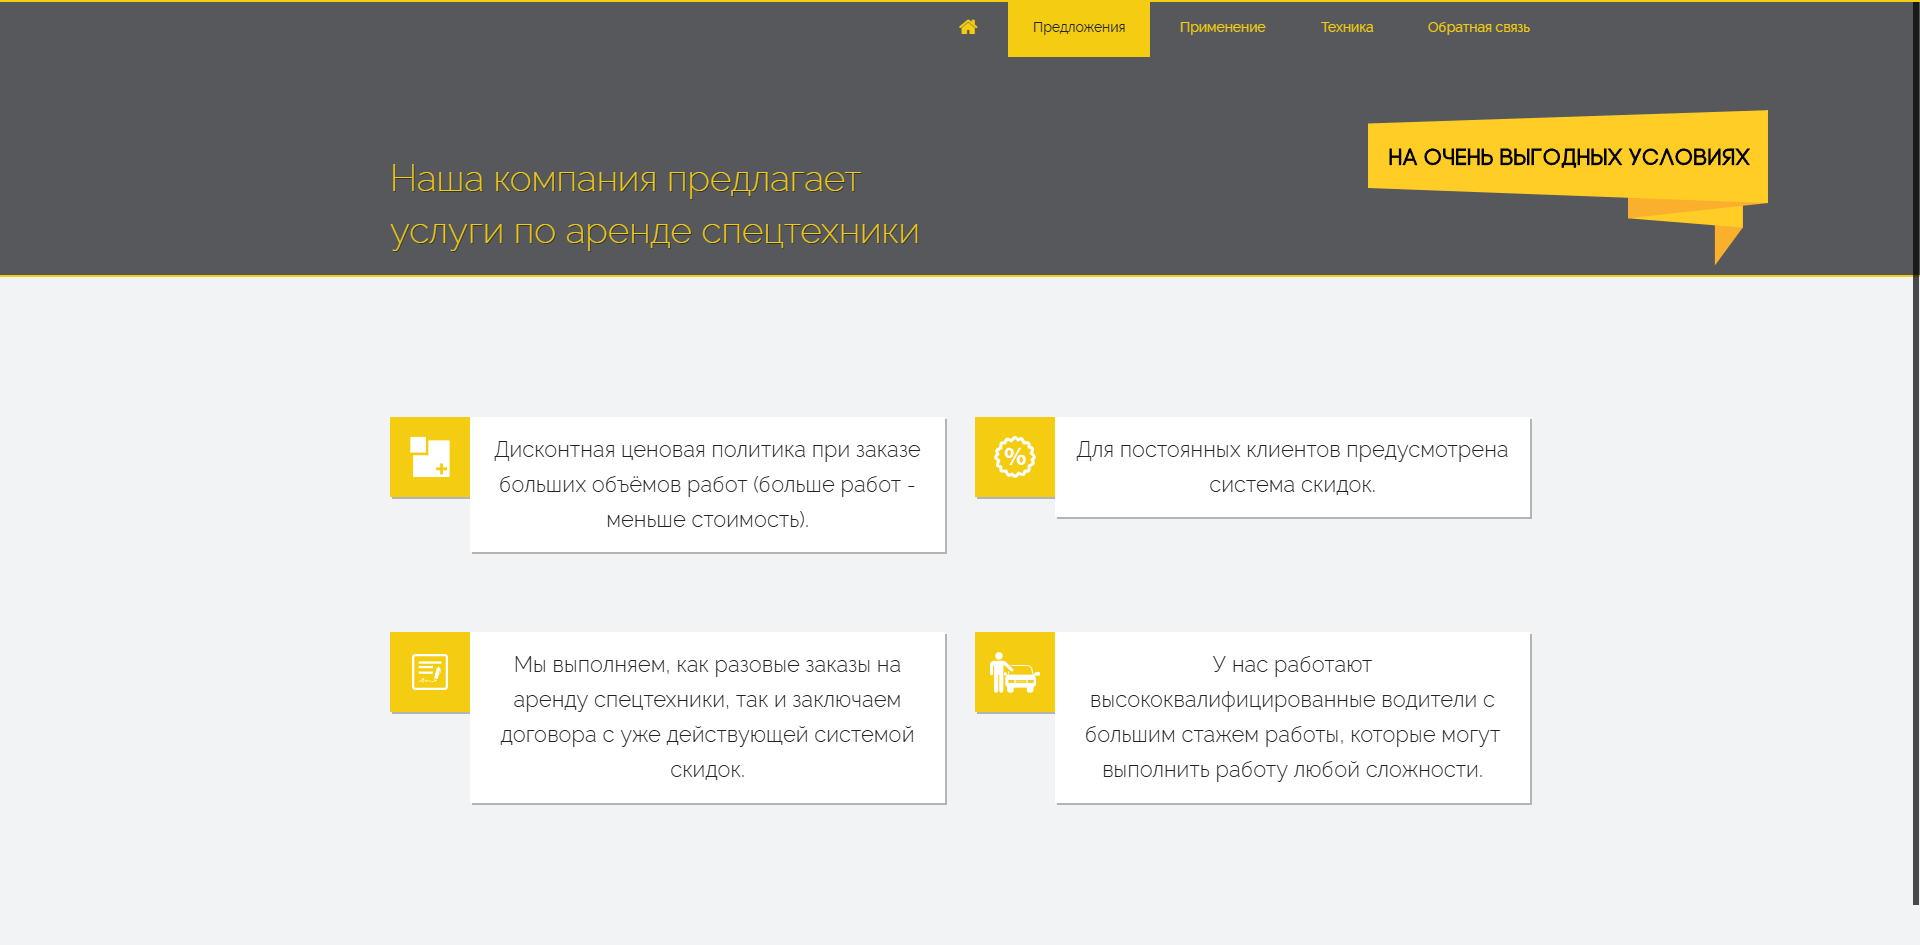 Предложения
Применение
Техника
Обратная связь
НА ОЧЕНЬ ВЫГОДНЫХ УСЛОВИЯХ
Наша компания предлагает
услуги по аренде спецтехники
Дисконтная ценовая политика при заказе
больших объёмов работ (больше работ -
меньше стоимость).
%
Для постоянных клиентов предусмотрена
система скидок.
Мы выполняем, как разовые заказы на
аренду спецтехники, так и заключаем
договора с уже действующей системой
скидок.
У нас работают
высококвалифицированные водители с
большим стажем работы, которые могут
выполнить работу любой сложности.